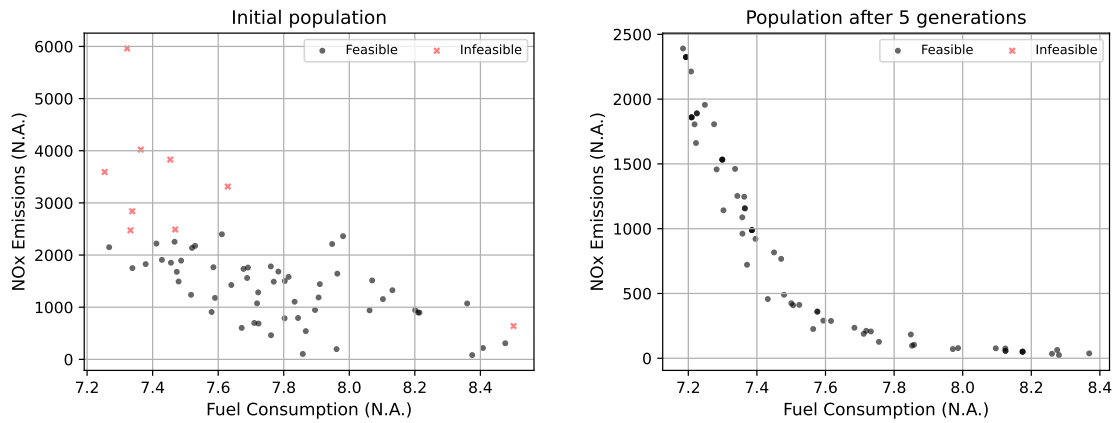 Initial population
Feasible Infeasible
6000
5000
4000
3000
2000
1000
0
NOx Emissions (N.A.)
7.2 7.4 7.6 7.8 8.0 8.2 8.4
Fuel Consumption (N.A.)
Population after 5 generations
Feasible Infeasible
2500
2000
1500
1000
500
0
NOx Emissions (N.A.)
7.2 7.4 7.6 7.8 8.0 8.2 8.4
Fuel Consumption (N.A.)